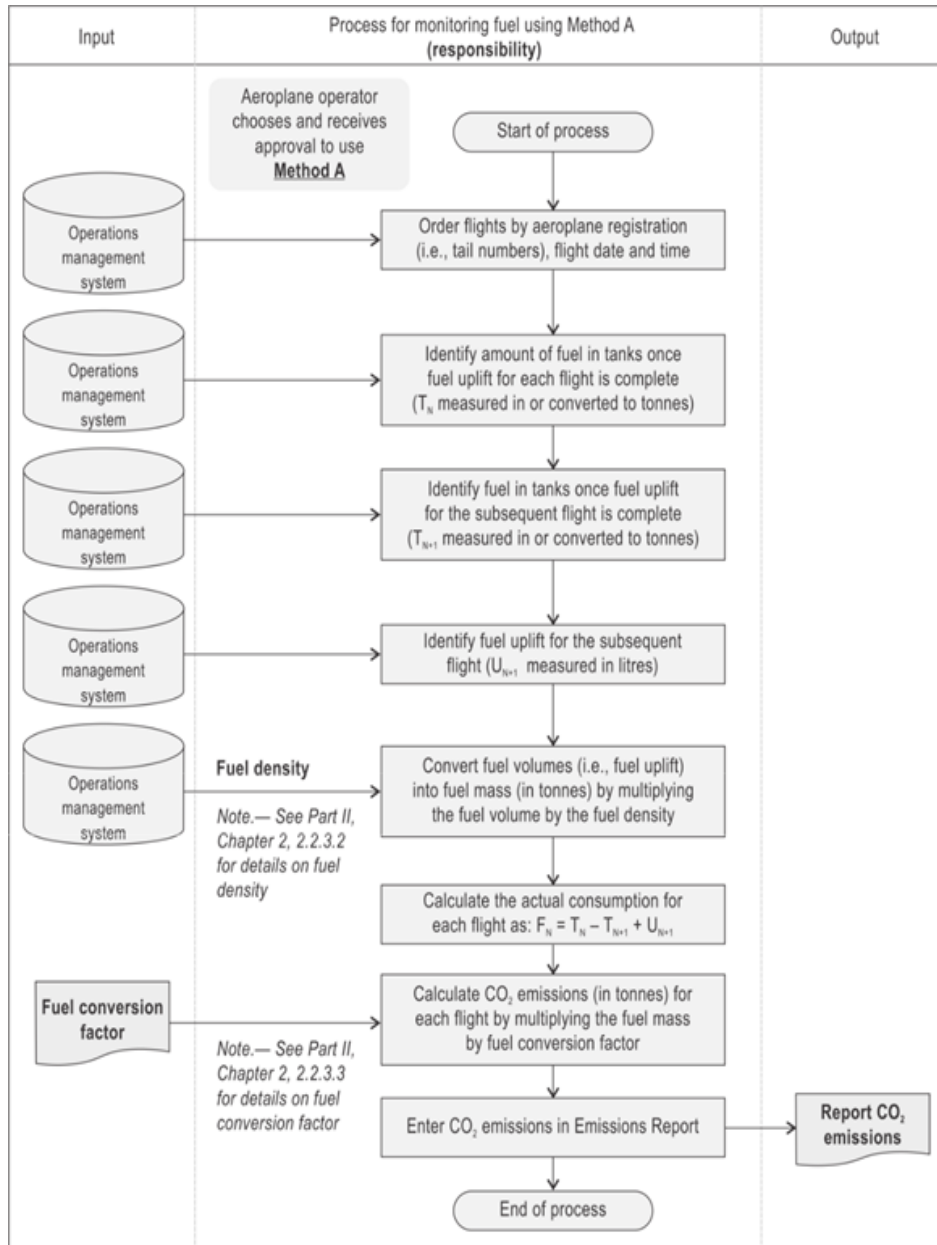 Input
Process for monitoring fuel using Method A
(responsibility)
Output
Aeroplane operator
chooses and receives
approval to use
Method A
Start of process
Operations
management
system
Order flights by aeroplane registration
(i.e., tail numbers), flight date and time
Operations
management
system
Identify amount of fuel in tanks once
fuel uplift for each flight is complete
(T_N measured in or converted to tonnes)
Operations
management
system
Identify fuel in tanks once fuel uplift
for the subsequent flight is complete
(T_{N+1} measured in or converted to tonnes)
Operations
management
system
Identify fuel uplift for the subsequent
flight (U_{N+1} measured in litres)
Operations
management
system
Fuel density
Note.— See Part II,
Chapter 2, 2.2.3.2
for details on fuel
density
Convert fuel volumes (i.e., fuel uplift)
into fuel mass (in tonnes) by multiplying
the fuel volume by the fuel density
Calculate the actual consumption for
each flight as: F_N = T_N – T_{N+1} + U_{N+1}
Fuel conversion
factor
Note.— See Part II,
Chapter 2, 2.2.3.3
for details on fuel
conversion factor
Calculate CO₂ emissions (in tonnes) for
each flight by multiplying the fuel mass
by fuel conversion factor
Enter CO₂ emissions in Emissions Report
Report CO₂
emissions
End of process